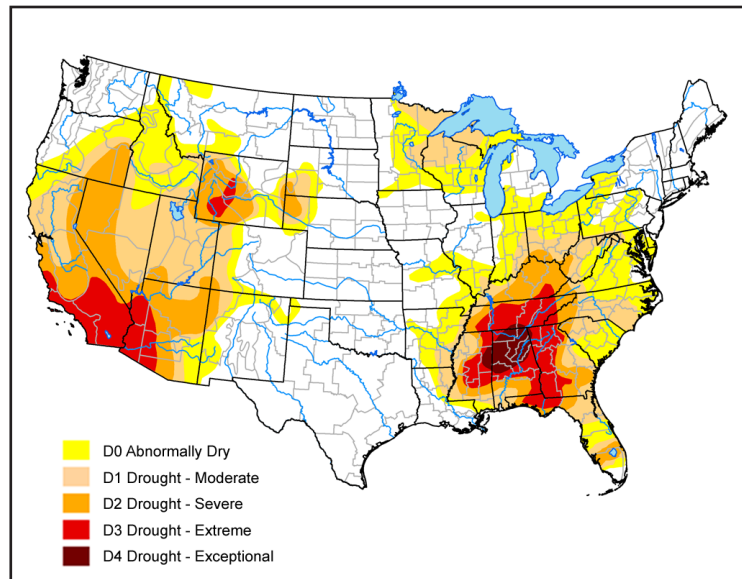 D0 Abnormally Dry
D1 Drought - Moderate
D2 Drought - Severe
D3 Drought - Extreme
D4 Drought - Exceptional